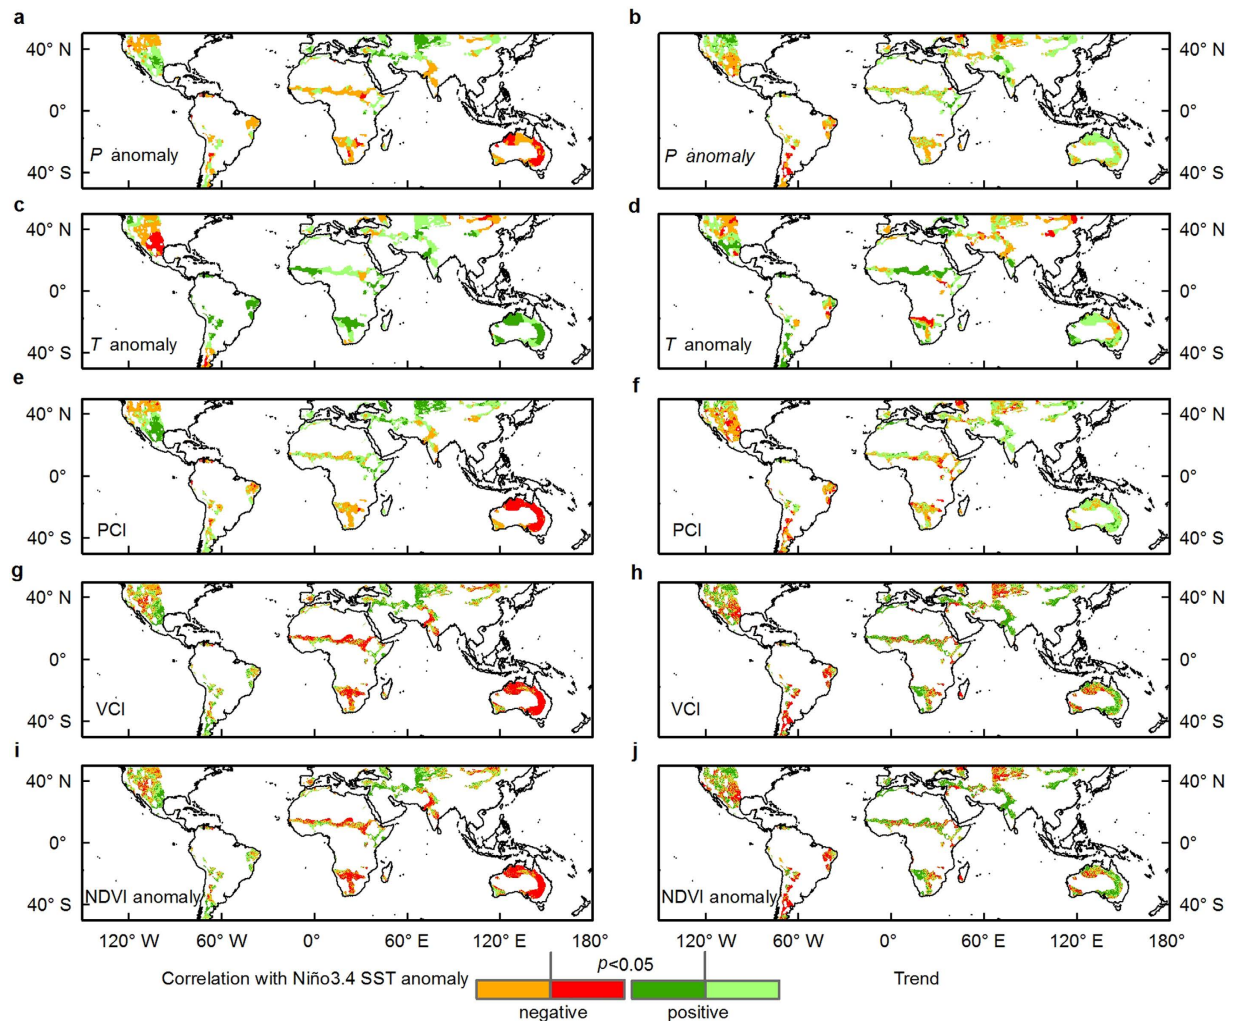 a
b
40° N
0°
40° S
P anomaly
P anomaly
40° N
0°
40° S
c
d
40° N
0°
40° S
T anomaly
T anomaly
40° N
0°
40° S
e
f
40° N
0°
40° S
PCI
PCI
40° N
0°
40° S
g
h
40° N
0°
40° S
VCI
VCI
40° N
0°
40° S
i
j
40° N
0°
40° S
NDVI anomaly
NDVI anomaly
40° N
0°
40° S
120° W 60° W 0° 60° E 120° E 180°
120° W 60° W 0° 60° E 120° E 180°
Correlation with Niño3.4 SST anomaly
p<0.05
Trend
negative positive